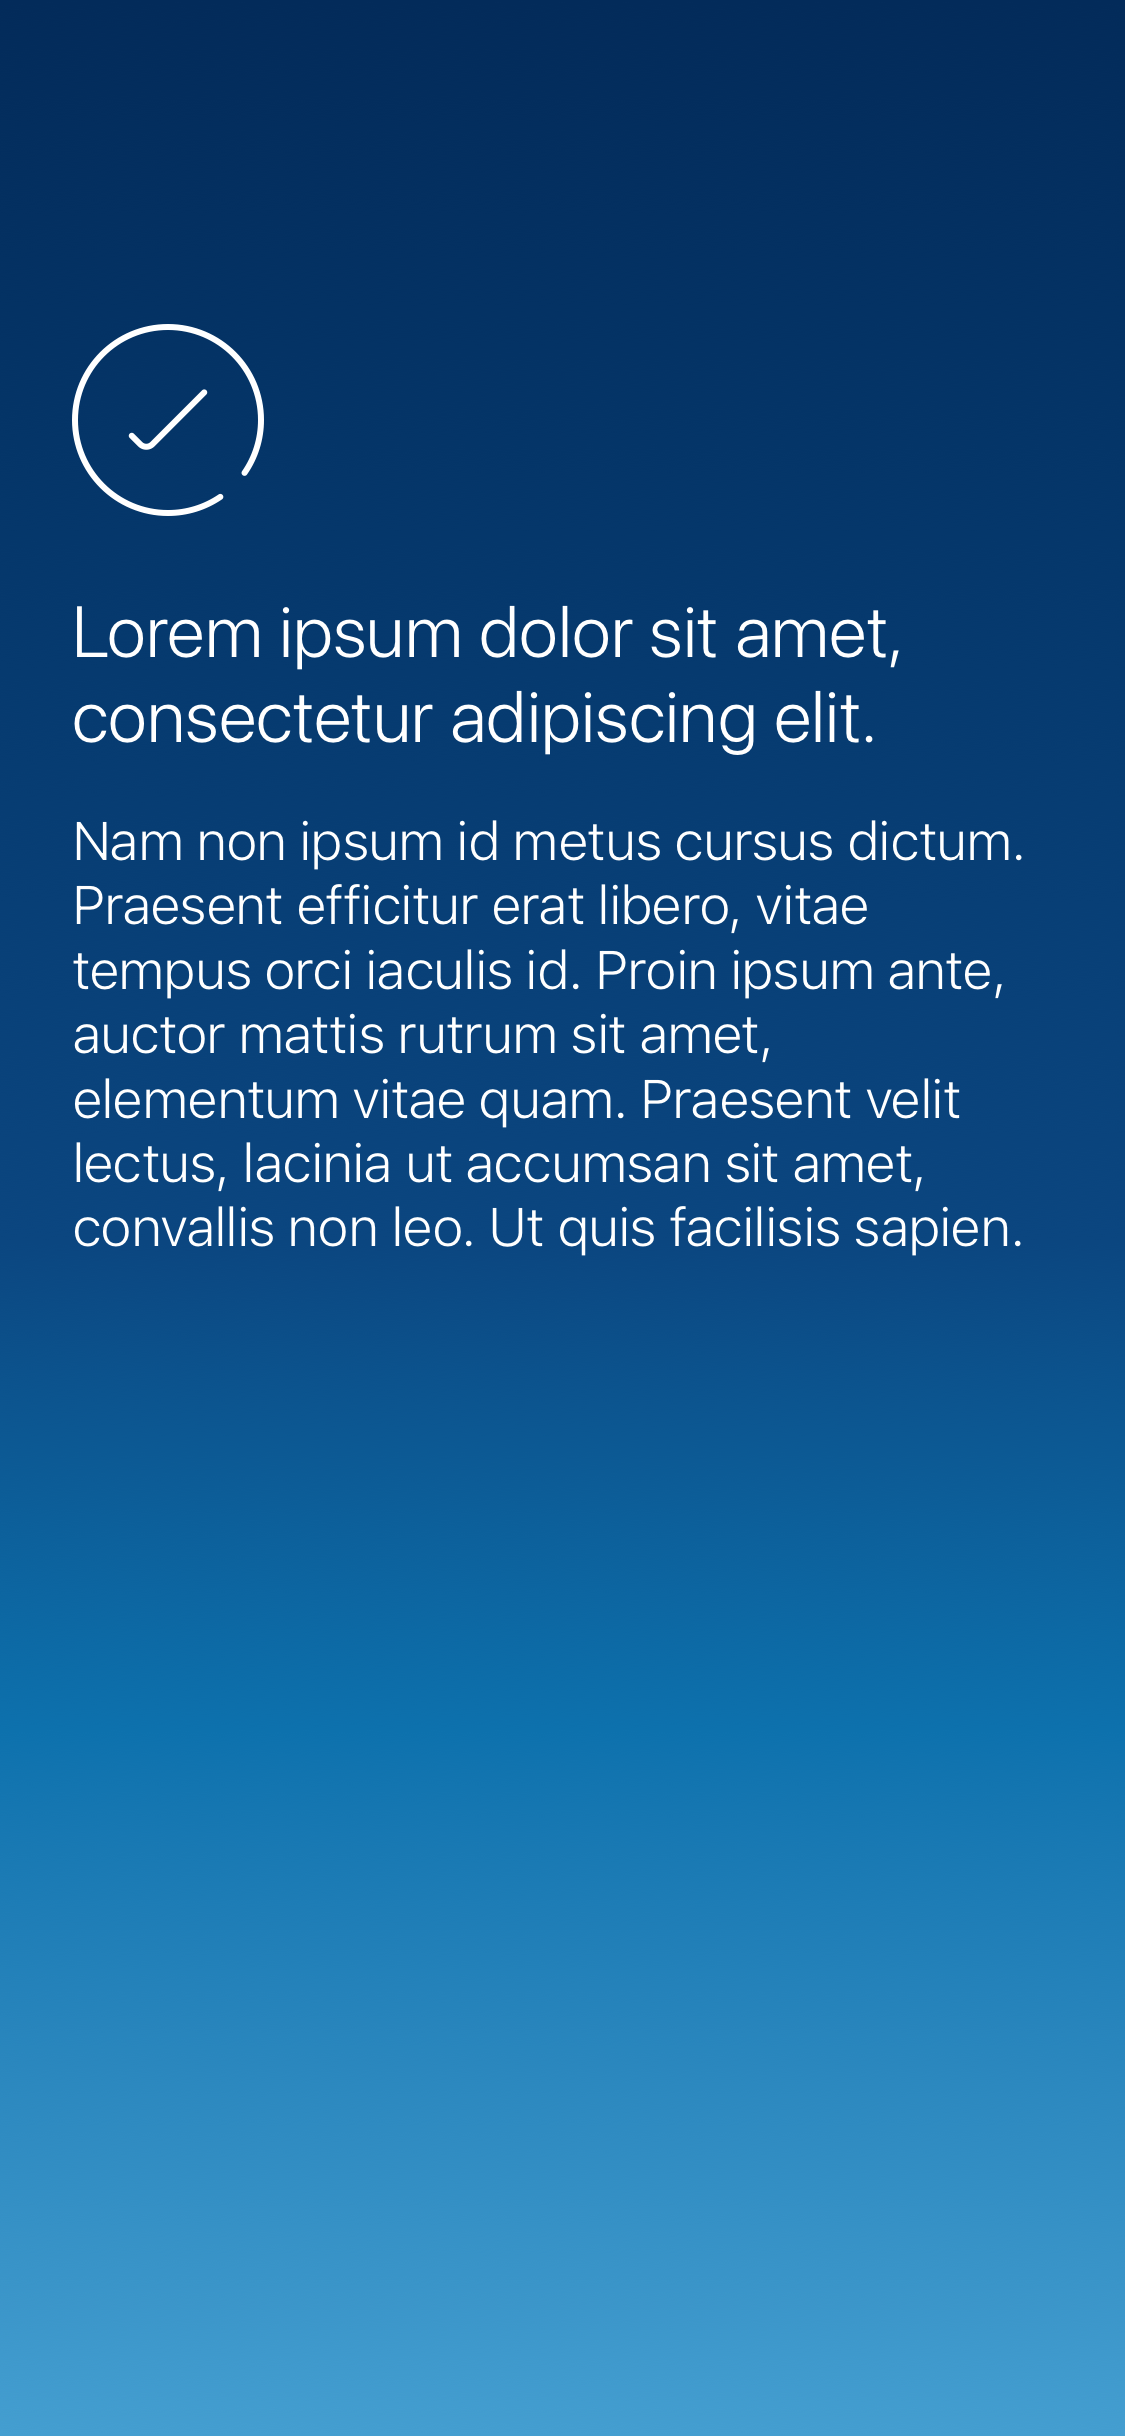 Lorem ipsum dolor sit amet,
consectetur adipiscing elit.
Nam non ipsum id metus cursus dictum.
Praesent efficitur erat libero, vitae
tempus orci iaculis id. Proin ipsum ante,
auctor mattis rutrum sit amet,
elementum vitae quam. Praesent velit
lectus, lacinia ut accumsan sit amet,
convallis non leo. Ut quis facilisis sapien.